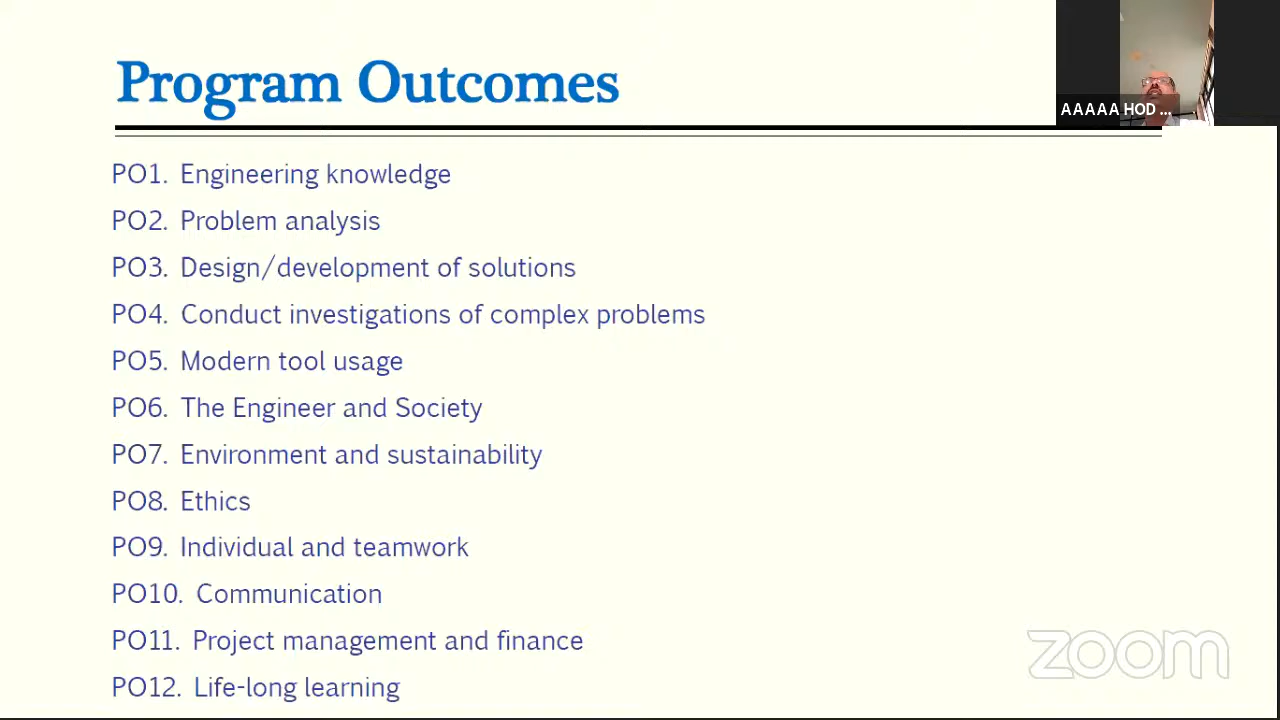 Program Outcomes
AAAAA HOD ...
PO1. Engineering knowledge
PO2. Problem analysis
PO3. Design/development of solutions
PO4. Conduct investigations of complex problems
PO5. Modern tool usage
PO6. The Engineer and Society
PO7. Environment and sustainability
PO8. Ethics
PO9. Individual and teamwork
PO10. Communication
PO11. Project management and finance
PO12. Life-long learning
zoom